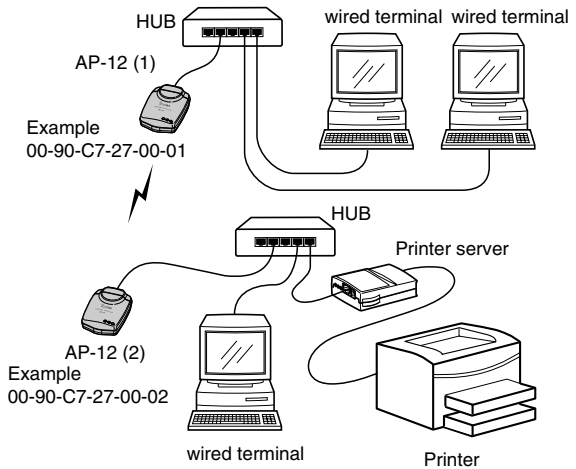 HUB
wired terminal
wired terminal
AP-12 (1)
Example
00-90-C7-27-00-01
HUB
Printer server
AP-12 (2)
Example
00-90-C7-27-00-02
wired terminal
Printer